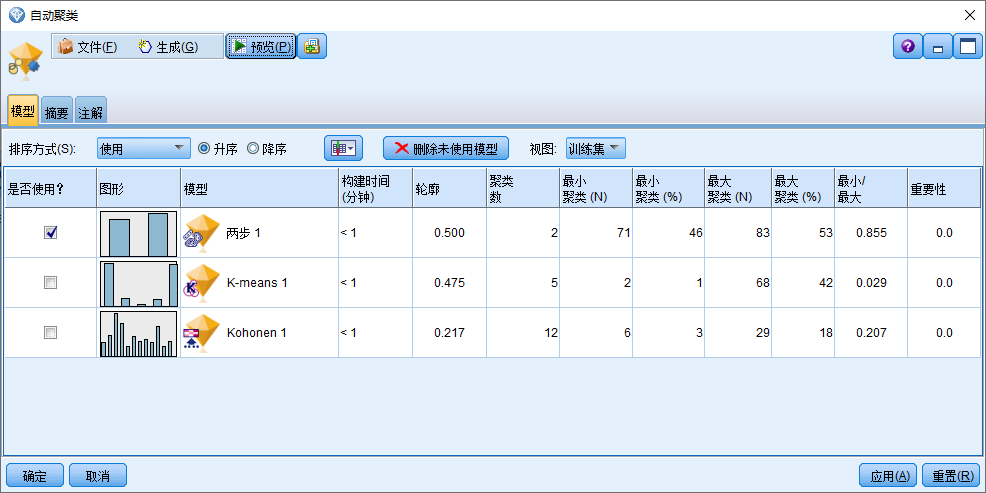 自动聚类
文件(F) 生成(G) 预览(P)
模型 摘要 注解
排序方式(S): 使用 升序 降序 删除未使用模型 视图: 训练集
是否使用? 图形 模型 构建时间 (分钟) 轮廓 聚类 数 最小 聚类 (N) 最小 聚类 (%) 最大 聚类 (N) 最大 聚类 (%) 最小/ 最大 重要性
两步 1 < 1 0.500 2 71 46 83 53 0.855 0.0
K-means 1 < 1 0.475 5 2 1 68 42 0.029 0.0
Kohonen 1 < 1 0.217 12 6 3 29 18 0.207 0.0
确定 取消 应用(A) 重置(R)